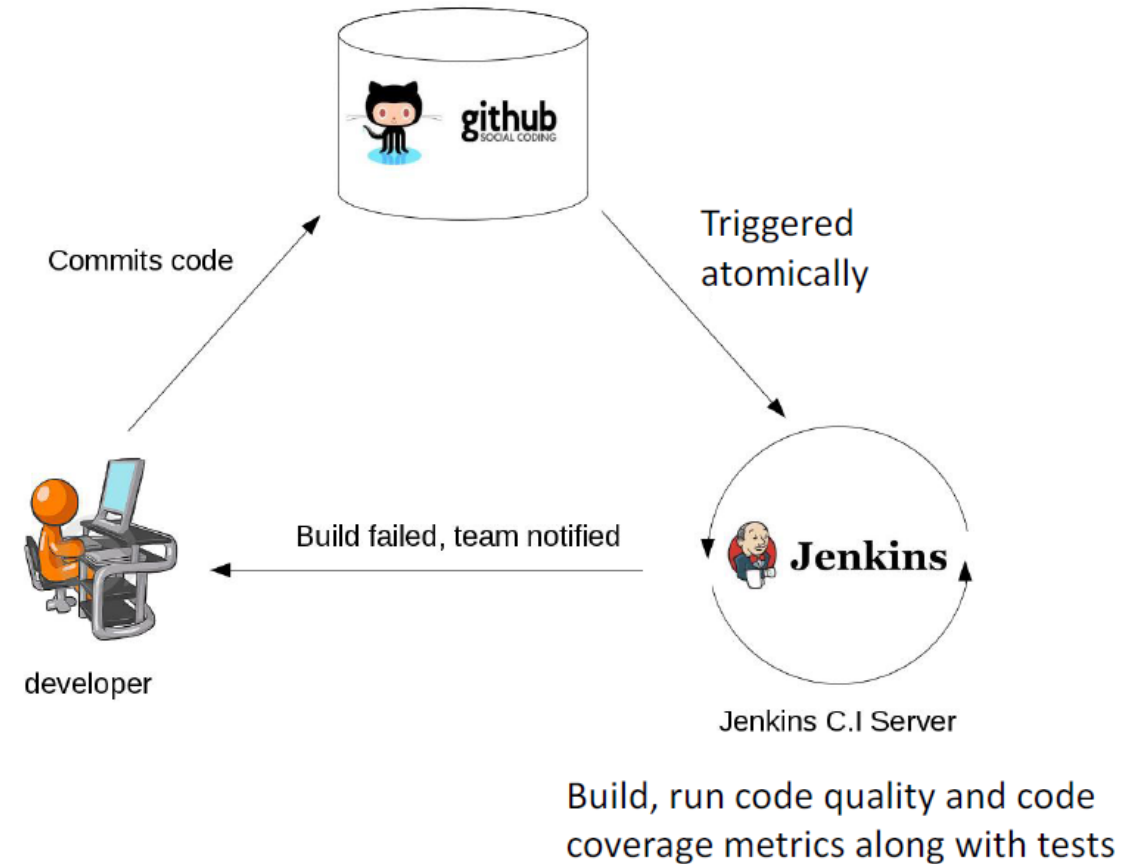 github
SOCIAL CODING
Triggered
atomically
Commits code
Build failed, team notified
Jenkins
developer
Jenkins C.I Server
Build, run code quality and code
coverage metrics along with tests